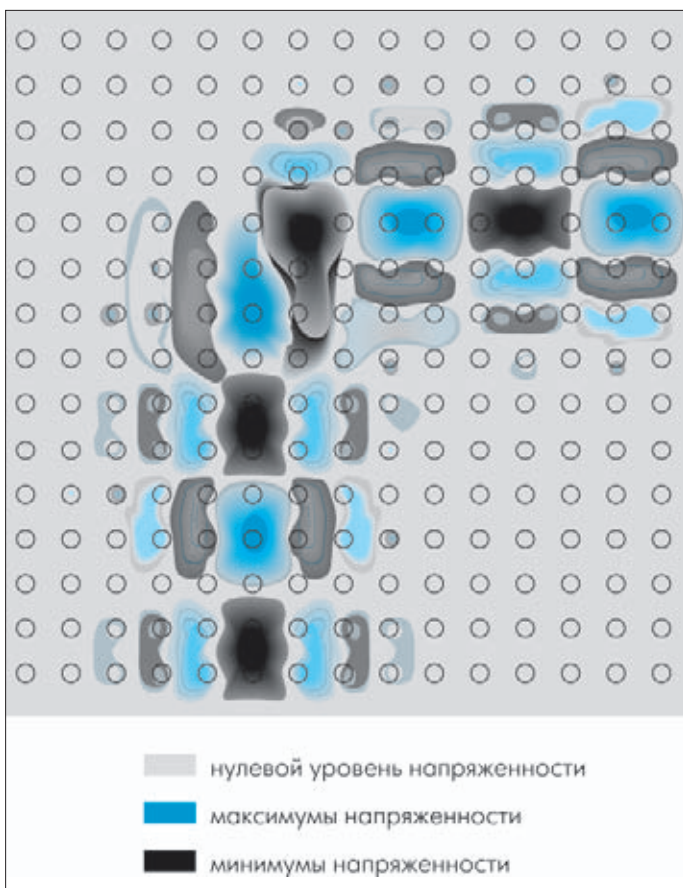 нулевой уровень напряженности
максимумы напряженности
минимумы напряженности